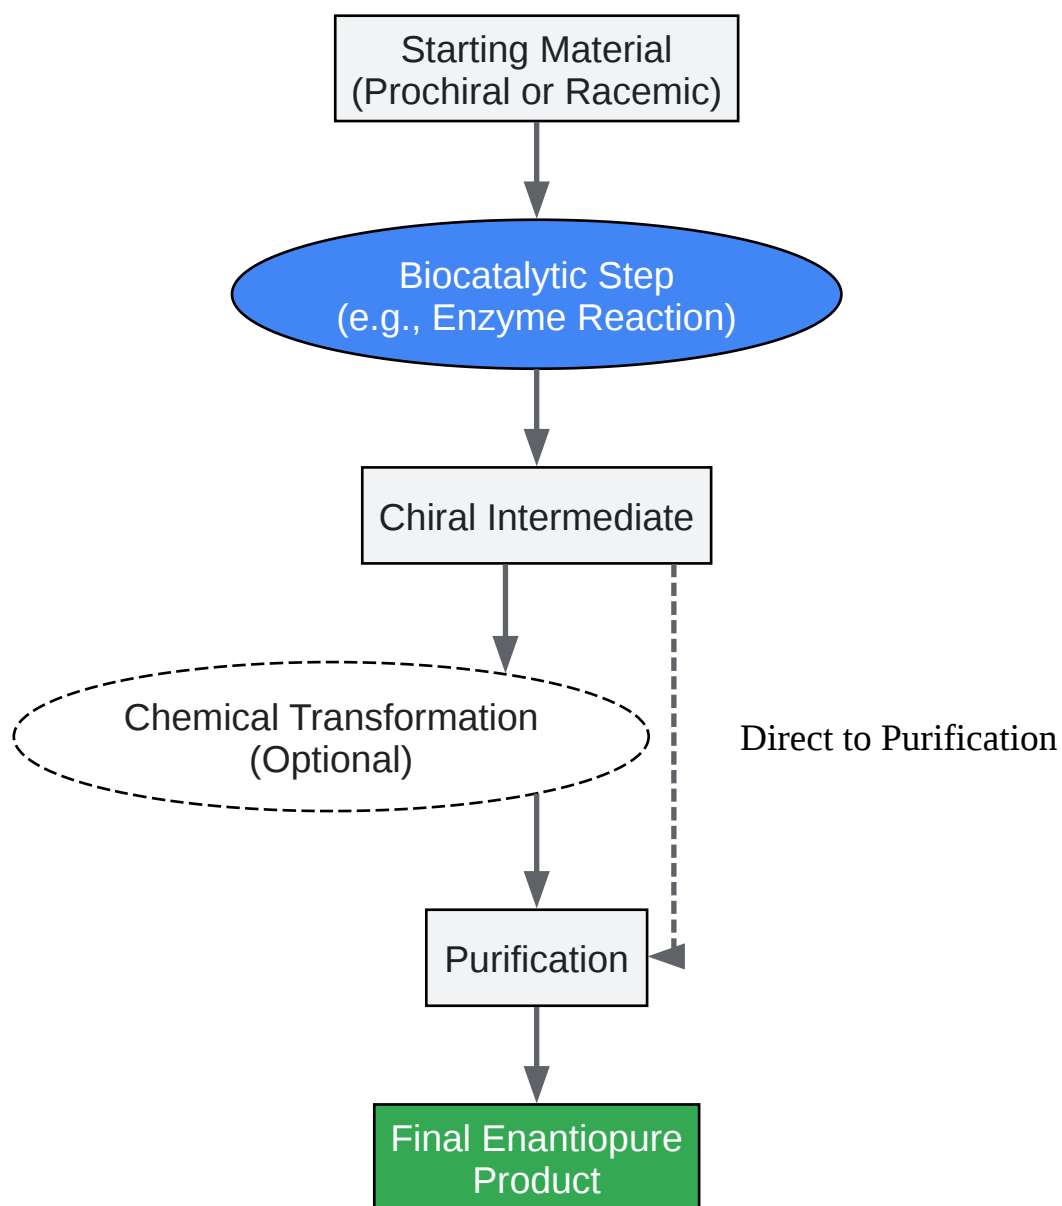 Starting Material
(Prochiral or Racemic)
Biocatalytic Step
(e.g., Enzyme Reaction)
Chiral Intermediate
Chemical Transformation
(Optional)
Direct to Purification
Purification
Final Enantiopure
Product